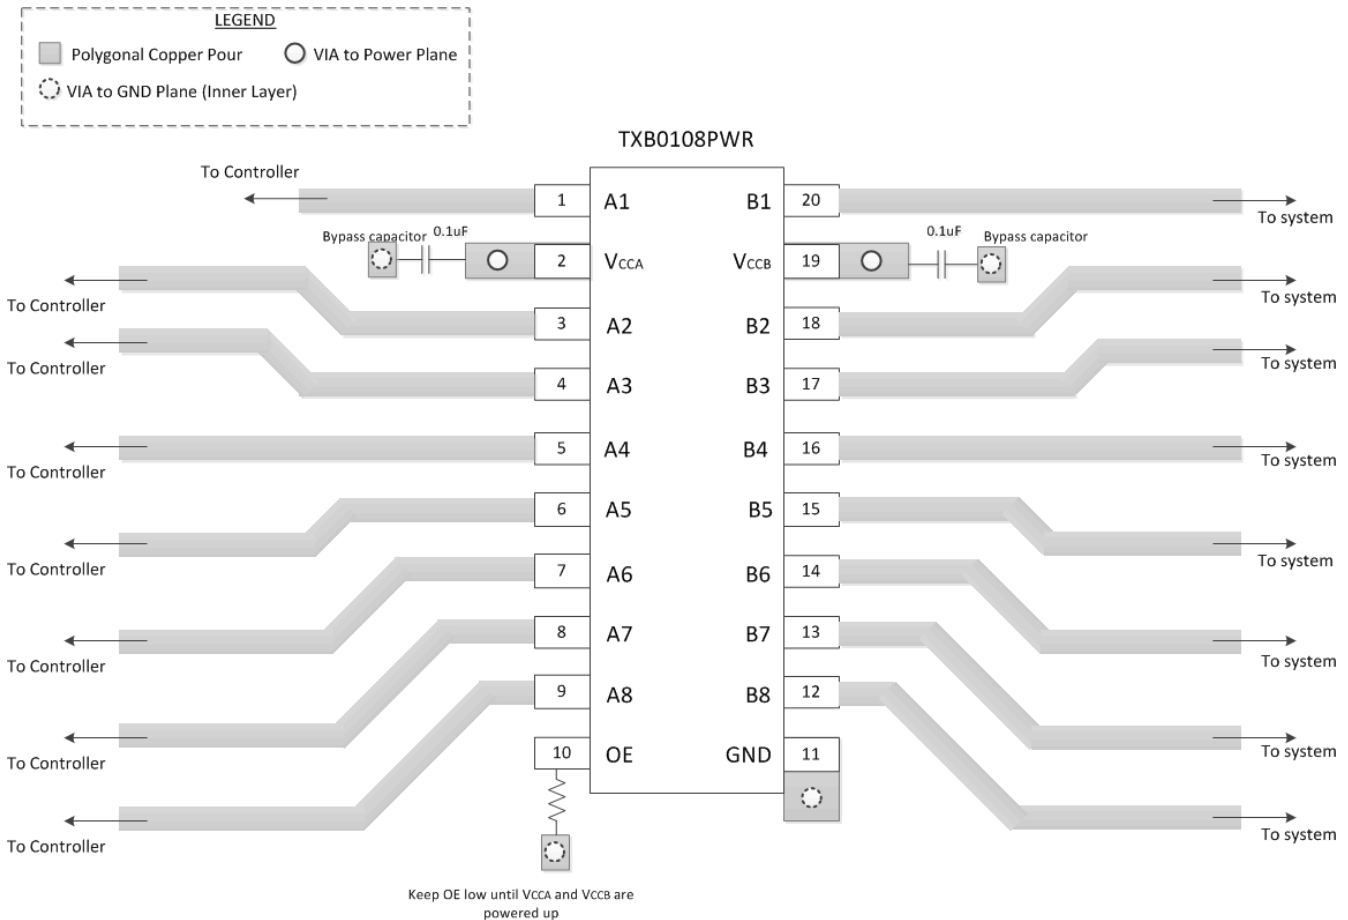 LEGEND
Polygonal Copper Pour
VIA to Power Plane
VIA to GND Plane (Inner Layer)
TXB0108PWR
To Controller
1
A1
B1
20
To system
Bypass capacitor
0.1uF
2
VCCA
VCCB
19
0.1uF
Bypass capacitor
To Controller
3
A2
B2
18
To system
To Controller
4
A3
B3
17
To system
To Controller
5
A4
B4
16
To system
To Controller
6
A5
B5
15
To system
To Controller
7
A6
B6
14
To system
To Controller
8
A7
B7
13
To system
To Controller
9
A8
B8
12
To system
10
OE
GND
11
Keep OE low until VCCA and VCCB are
powered up